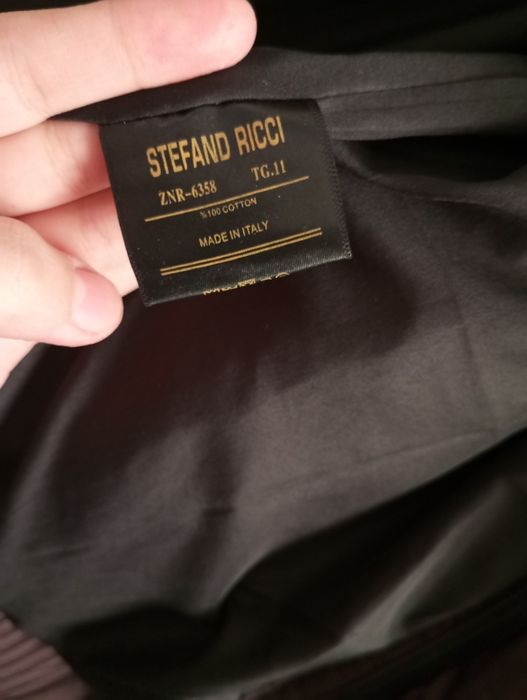 STEFAND RICCI
ZNR-6358 TG.11
%100 COTTON
MADE IN ITALY